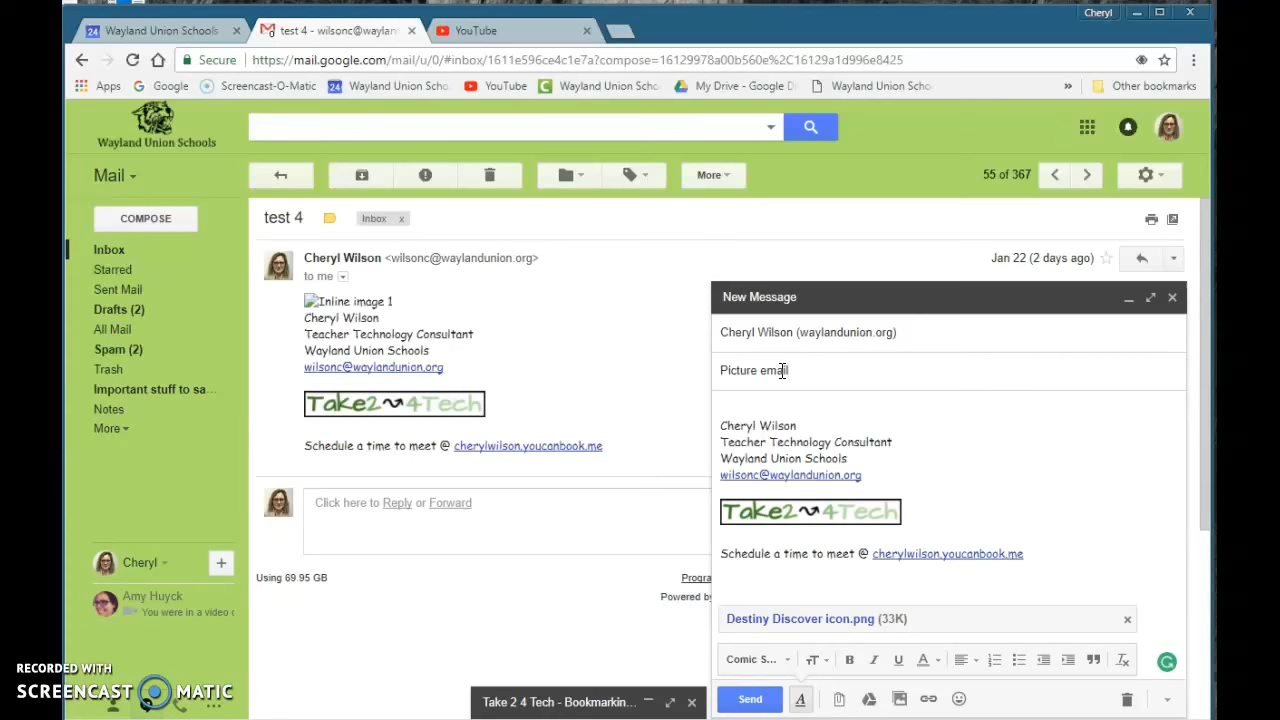 Cheryl
Wayland Union Schools
test 4 - wilsonc@waylan
YouTube
Secure
https://mail.google.com/mail/u/0/#inbox/1611e596ce4c1e7a?compose=16129978a00b560e%2C16129a1d996e8425
Apps
Google
Screencast-O-Matic
Wayland Union Scho
YouTube
Wayland Union Scho
My Drive - Google D
Wayland Union Scho
»
Other bookmarks
Wayland Union Schools
Mail
More
55 of 367
COMPOSE
test 4
Inbox x
Inbox
Starred
Sent Mail
Drafts (2)
All Mail
Spam (2)
Trash
Important stuff to sa...
Notes
More
Cheryl Wilson <wilsonc@waylandunion.org>
to me
Jan 22 (2 days ago)
Inline image 1
Cheryl Wilson
Teacher Technology Consultant
Wayland Union Schools
wilsonc@waylandunion.org
Take2 4Tech
Schedule a time to meet @ cherylwilson.youcanbook.me
Click here to Reply or Forward
Using 69.95 GB
Progra
Powered by
Cheryl
Amy Huyck
You were in a video c
New Message
Cheryl Wilson (waylandunion.org)
Picture email
Cheryl Wilson
Teacher Technology Consultant
Wayland Union Schools
wilsonc@waylandunion.org
Take2 4Tech
Schedule a time to meet @ cherylwilson.youcanbook.me
Destiny Discover icon.png (33K)
Comic S...
Send
Take 2 4 Tech - Bookmarkin...
RECORDED WITH
SCREENCAST MATIC